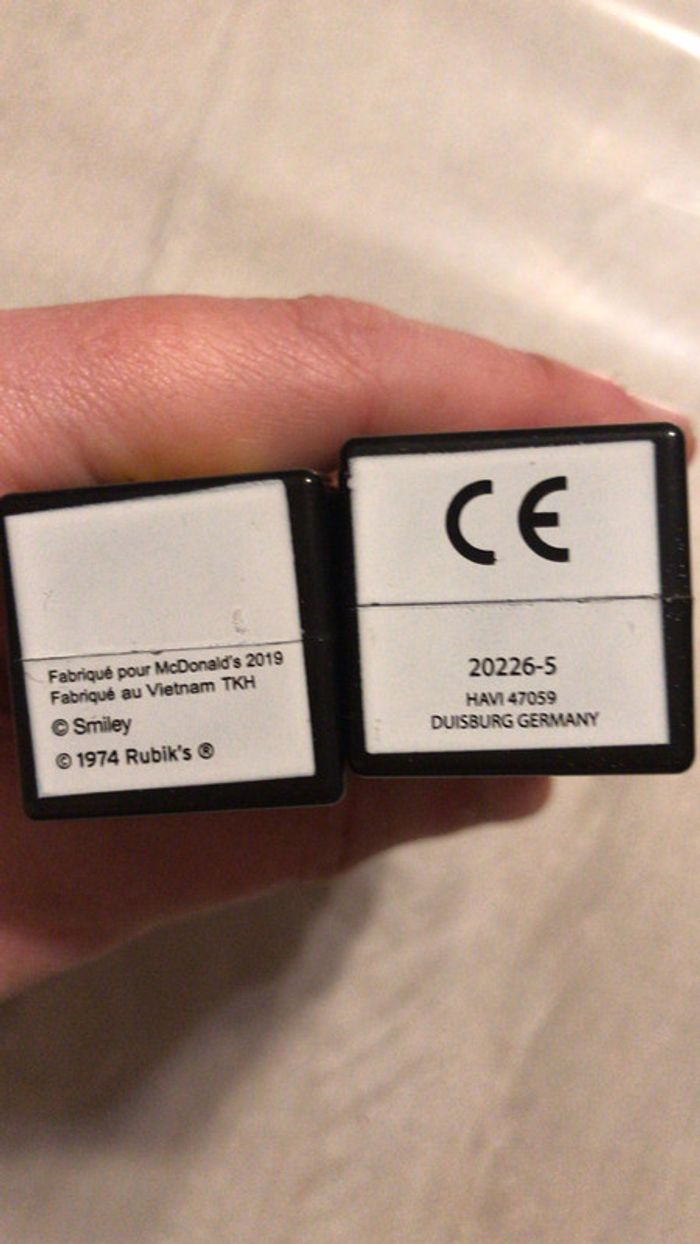 Fabriqué pour McDonald's 2019
Fabriqué au Vietnam TKH
© Smiley
© 1974 Rubik's ®
CE
20226-5
HAVI 47059
DUISBURG GERMANY